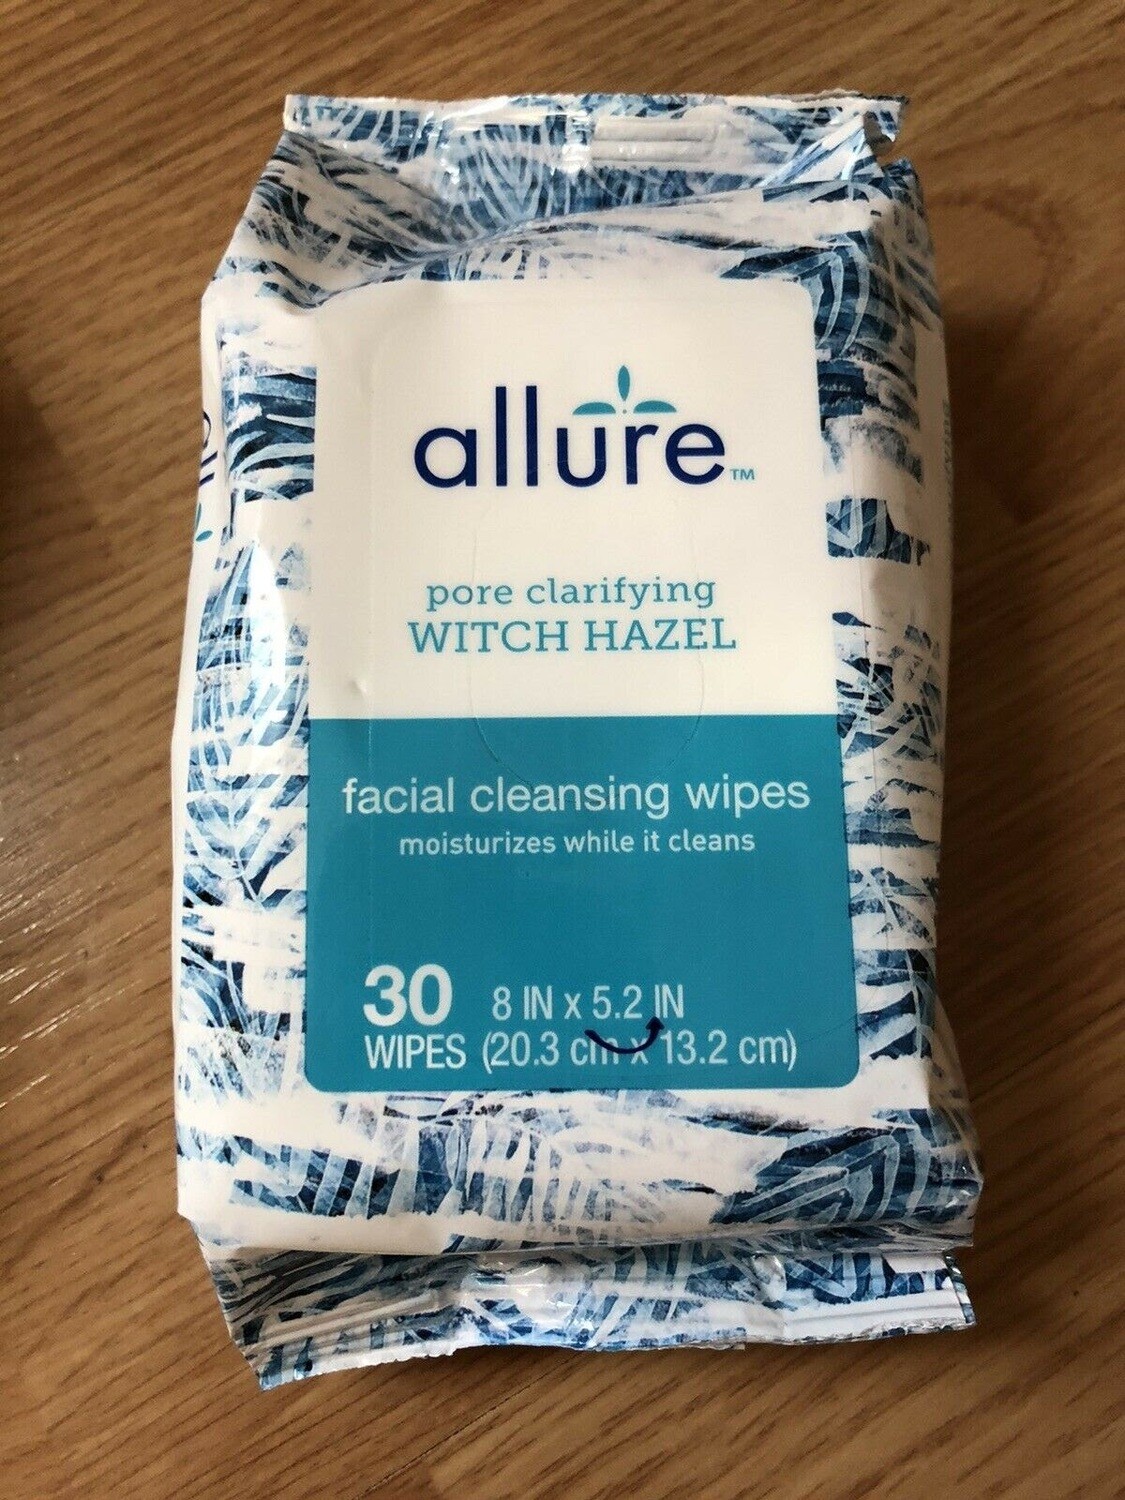 allure™
pore clarifying
WITCH HAZEL
facial cleansing wipes
moisturizes while it cleans
30 8 IN x 5.2 IN
WIPES (20.3 cm x 13.2 cm)